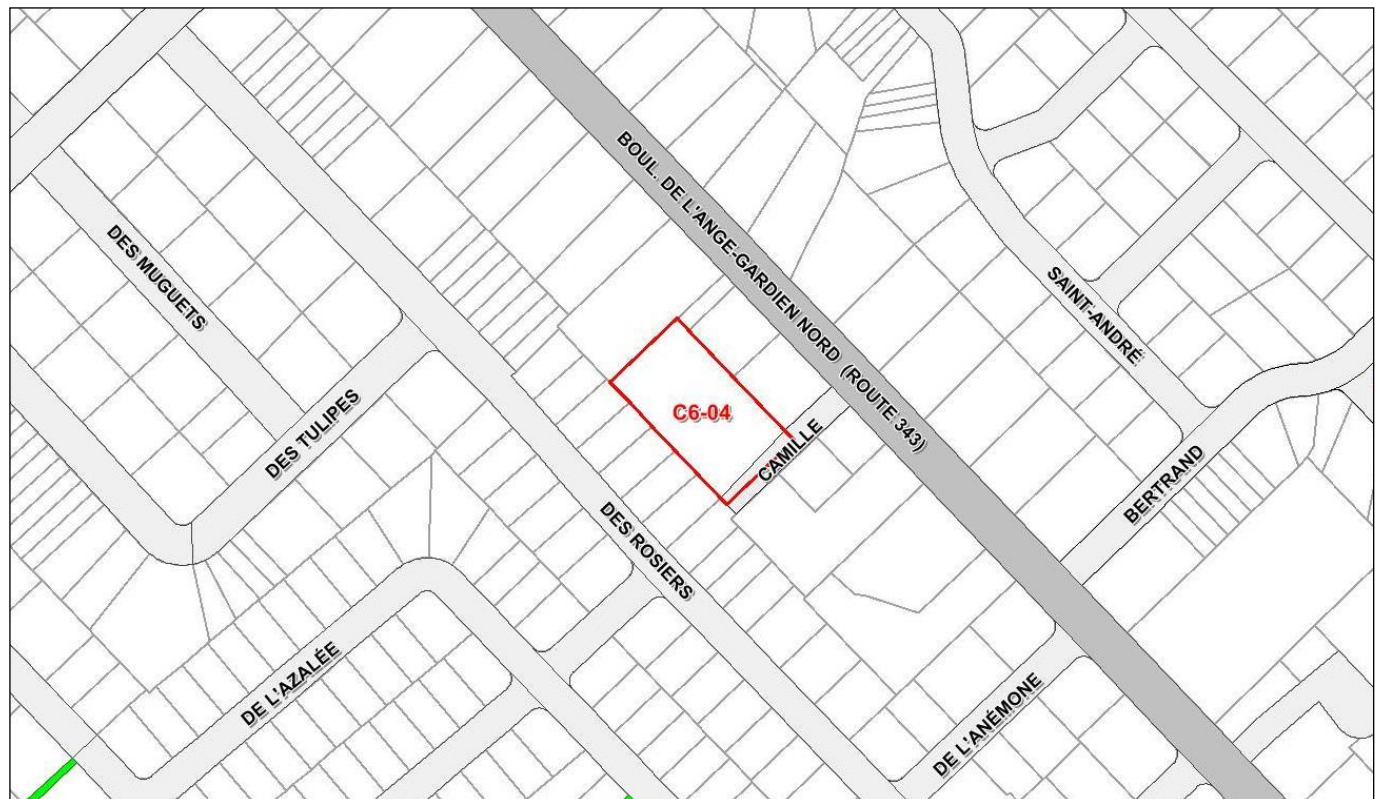 BOUL. DE L'ANGE-GARDIEN NORD (ROUTE 343)
DES MUGUETS
SAINT-ANDRÉ
DES TULIPES
C6-04
CAMILLE
BERTRAND
DES ROSIERS
DE L'AZALÉE
DE L'ANÉMONE